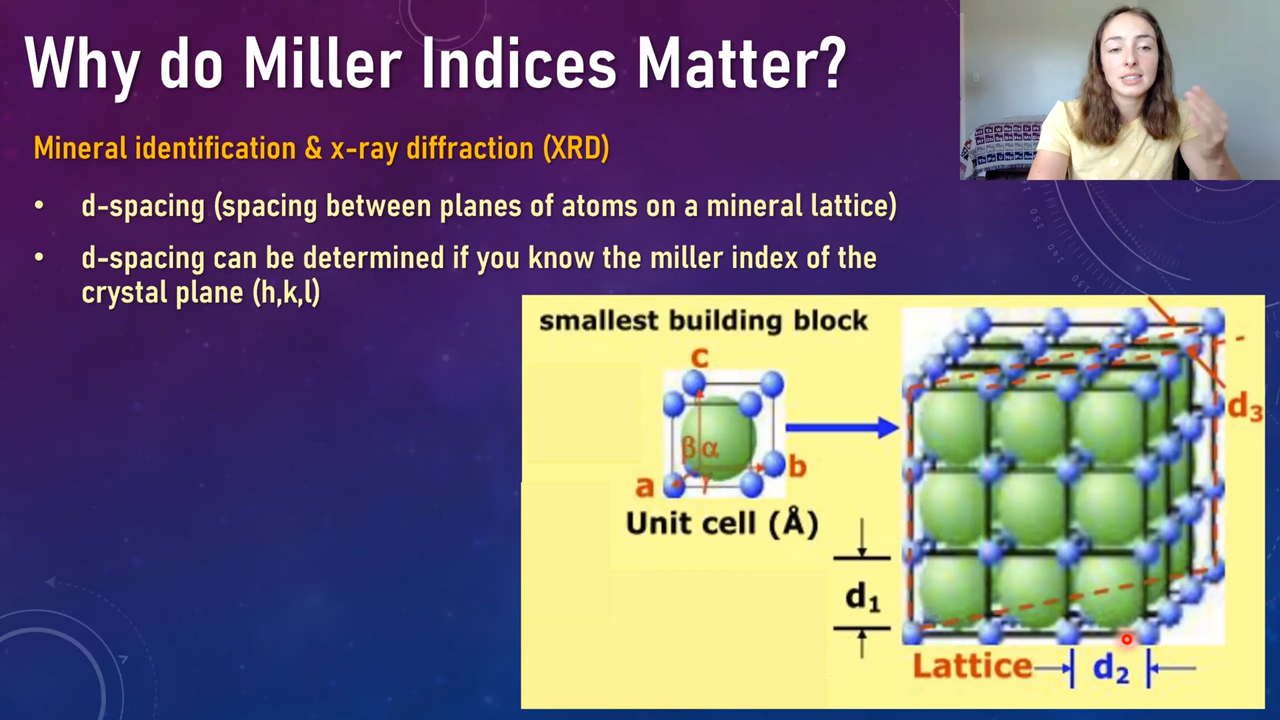 Why do Miller Indices Matter?
Mineral identification & x-ray diffraction (XRD)
• d-spacing (spacing between planes of atoms on a mineral lattice)
• d-spacing can be determined if you know the miller index of the
crystal plane (h,k,l)
smallest building block
c
β α
a
γ
b
Unit cell (Å)
d₃
d₁
Lattice
d₂